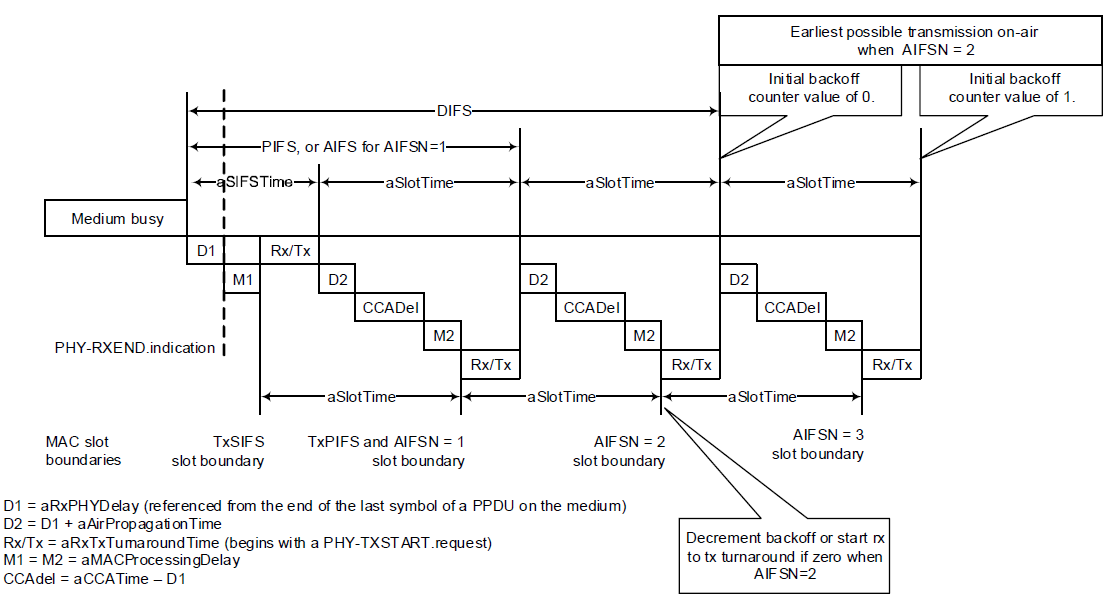 Earliest possible transmission on-air
when AIFSN = 2
Initial backoff
counter value of 0.
Initial backoff
counter value of 1.
DIFS
PIFS, or AIFS for AIFSN=1
aSIFSTime
aSlotTime
aSlotTime
aSlotTime
Medium busy
D1
Rx/Tx
M1
D2
D2
D2
CCADel
CCADel
CCADel
M2
M2
M2
PHY-RXEND.indication
Rx/Tx
Rx/Tx
Rx/Tx
aSlotTime
aSlotTime
aSlotTime
MAC slot
boundaries
TxSIFS
slot boundary
TxPIFS and AIFSN = 1
slot boundary
AIFSN = 2
slot boundary
AIFSN = 3
slot boundary
D1 = aRxPHYDelay (referenced from the end of the last symbol of a PPDU on the medium)
D2 = D1 + aAirPropagationTime
Rx/Tx = aRxTxTurnaroundTime (begins with a PHY-TXSTART.request)
M1 = M2 = aMACProcessingDelay
CCAdel = aCCATime – D1
Decrement backoff or start rx
to tx turnaround if zero when
AIFSN=2